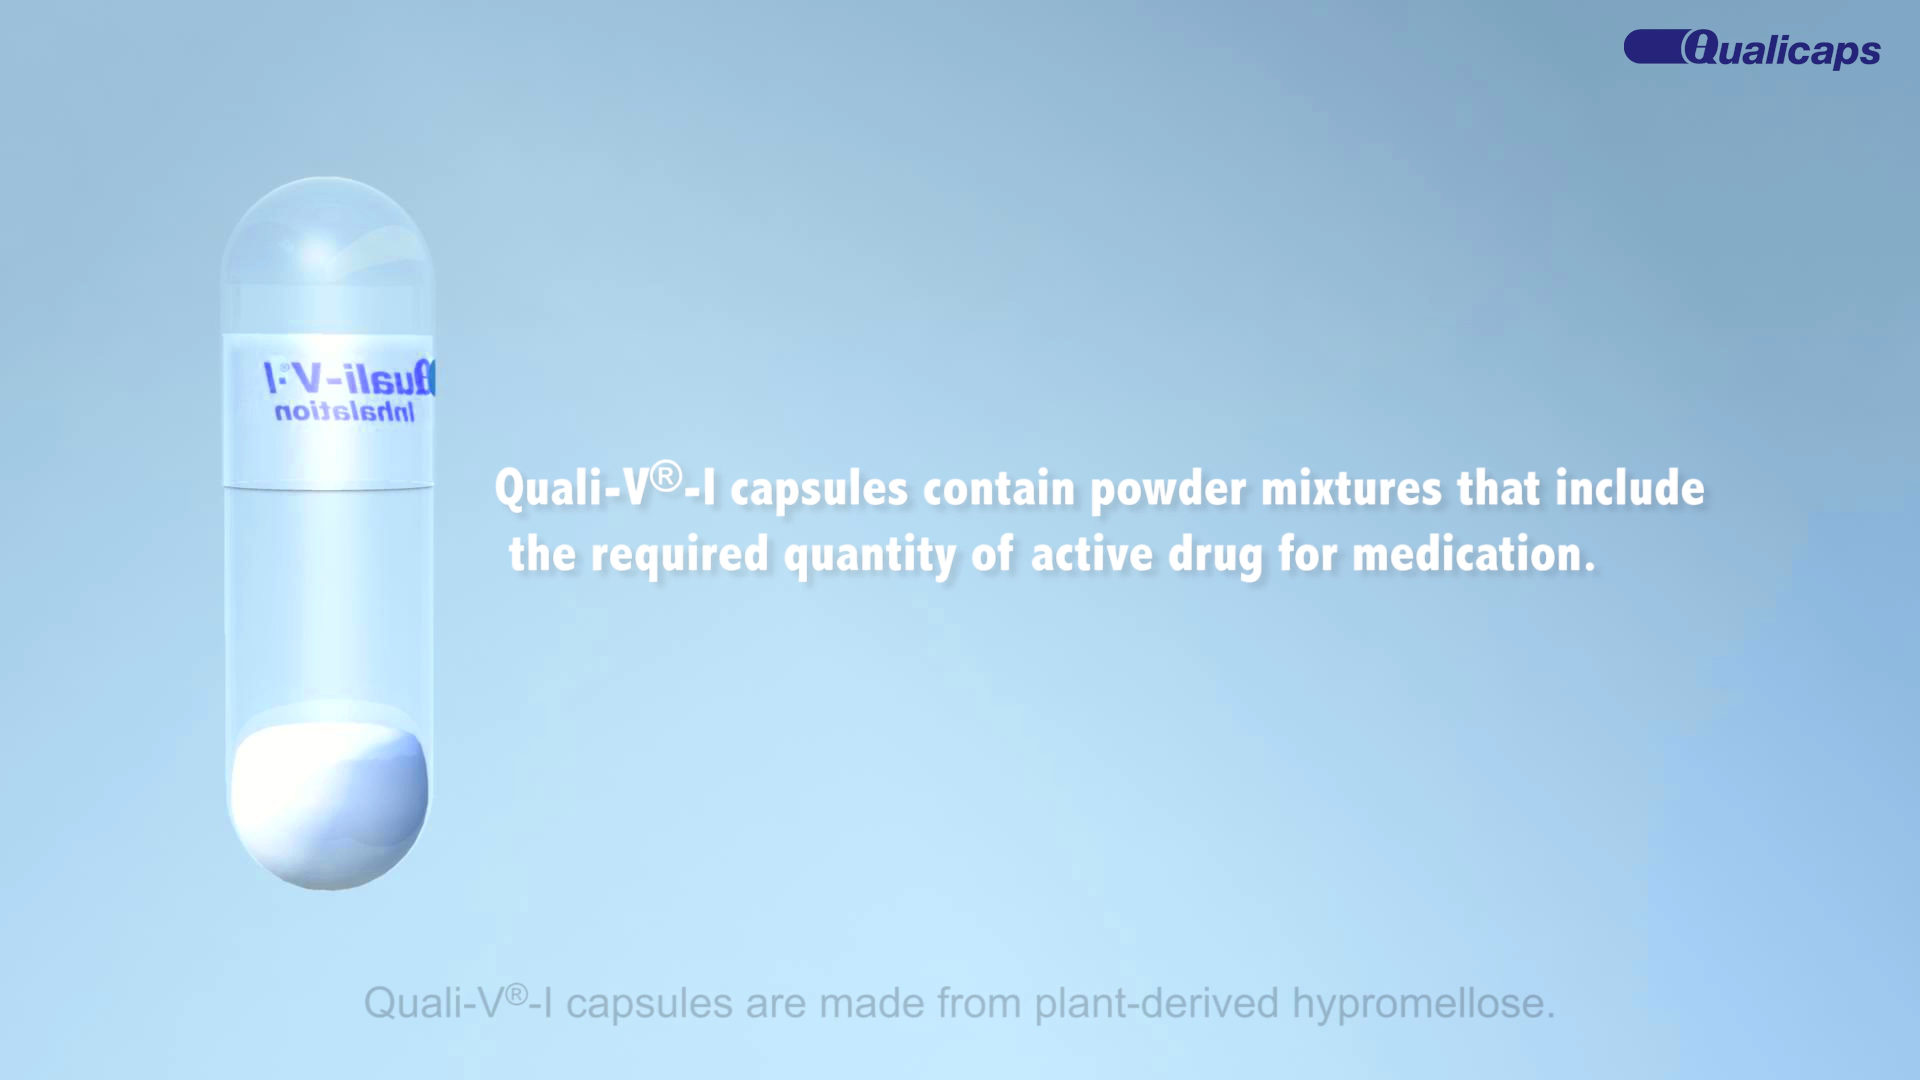 Qualicaps
Quali-V®-I
Inhalation
Quali-V®-I capsules contain powder mixtures that include
the required quantity of active drug for medication.
Quali-V®-I capsules are made from plant-derived hypromellose.